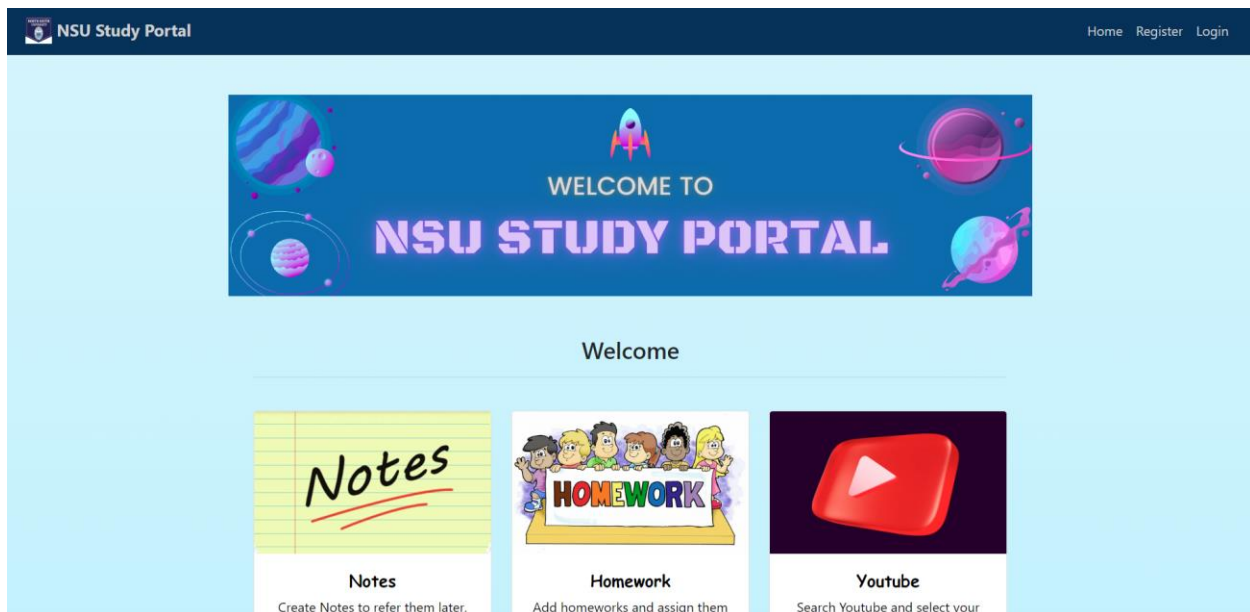 NSU Study Portal
Home Register Login
WELCOME TO
NSU STUDY PORTAL
Welcome
Notes
HOMEWORK
Notes
Create Notes to refer them later.
Homework
Add homeworks and assign them
Youtube
Search Youtube and select your